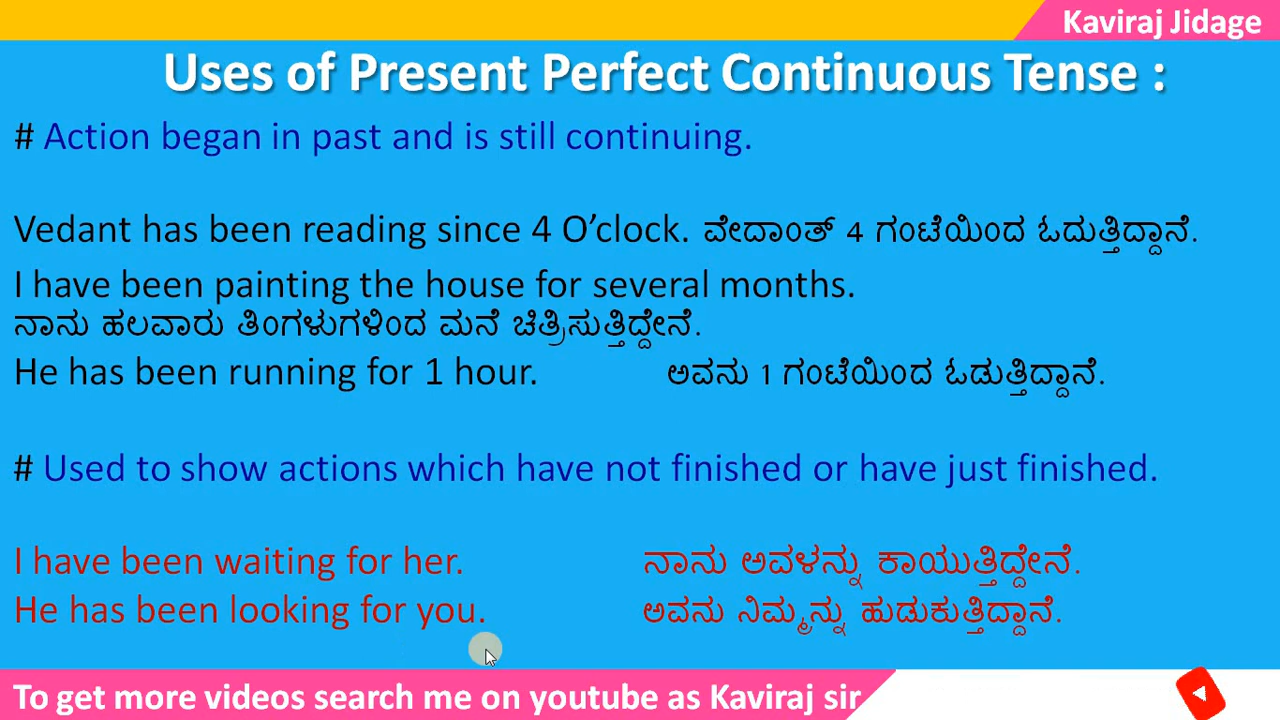 Kaviraj Jidage
Uses of Present Perfect Continuous Tense :
# Action began in past and is still continuing.
Vedant has been reading since 4 O’clock. ವೇದಾಂತ್ 4 ಗಂಟೆಯಿಂದ ಓದುತ್ತಿದ್ದಾನೆ.
I have been painting the house for several months.
ನಾನು ಹಲವಾರು ತಿಂಗಳುಗಳಿಂದ ಮನೆ ಚಿತ್ರಿಸುತ್ತಿದ್ದೇನೆ.
He has been running for 1 hour. ಅವನು 1 ಗಂಟೆಯಿಂದ ಓಡುತ್ತಿದ್ದಾನೆ.
# Used to show actions which have not finished or have just finished.
I have been waiting for her. ನಾನು ಅವಳನ್ನು ಕಾಯುತ್ತಿದ್ದೇನೆ.
He has been looking for you. ಅವನು ನಿಮ್ಮನ್ನು ಹುಡುಕುತ್ತಿದ್ದಾನೆ.
To get more videos search me on youtube as Kaviraj sir